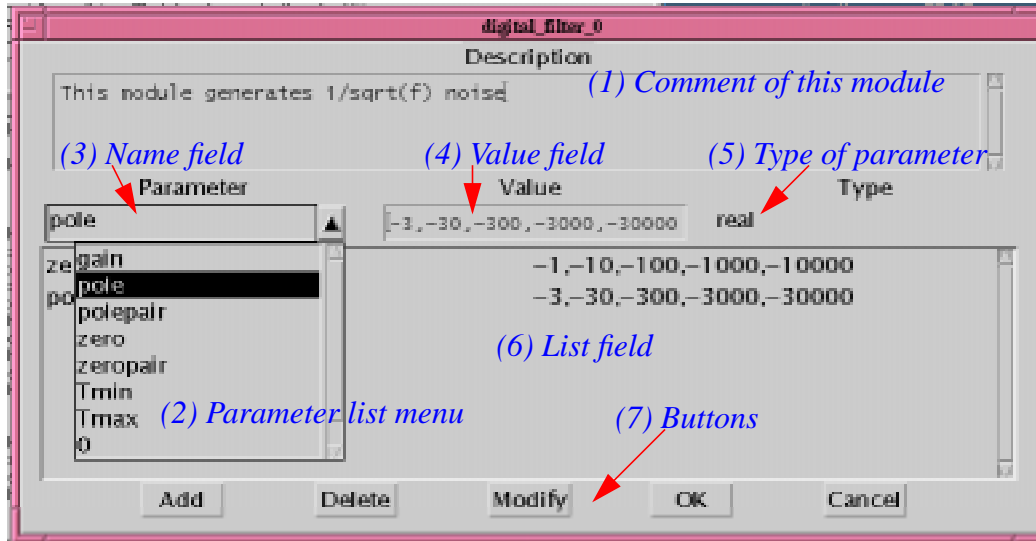 digital_filter_0
Description
This module generates 1/sqrt(f) noise
(1) Comment of this module
(3) Name field
(4) Value field
(5) Type of parameter
Parameter
Value
Type
pole
-3,-30,-300,-3000,-30000
real
ze
-1,-10,-100,-1000,-10000
po
-3,-30,-300,-3000,-30000
gain
pole
polepair
zero
zeropair
Tmin
Tmax
0
(6) List field
(2) Parameter list menu
(7) Buttons
Add
Delete
Modify
OK
Cancel